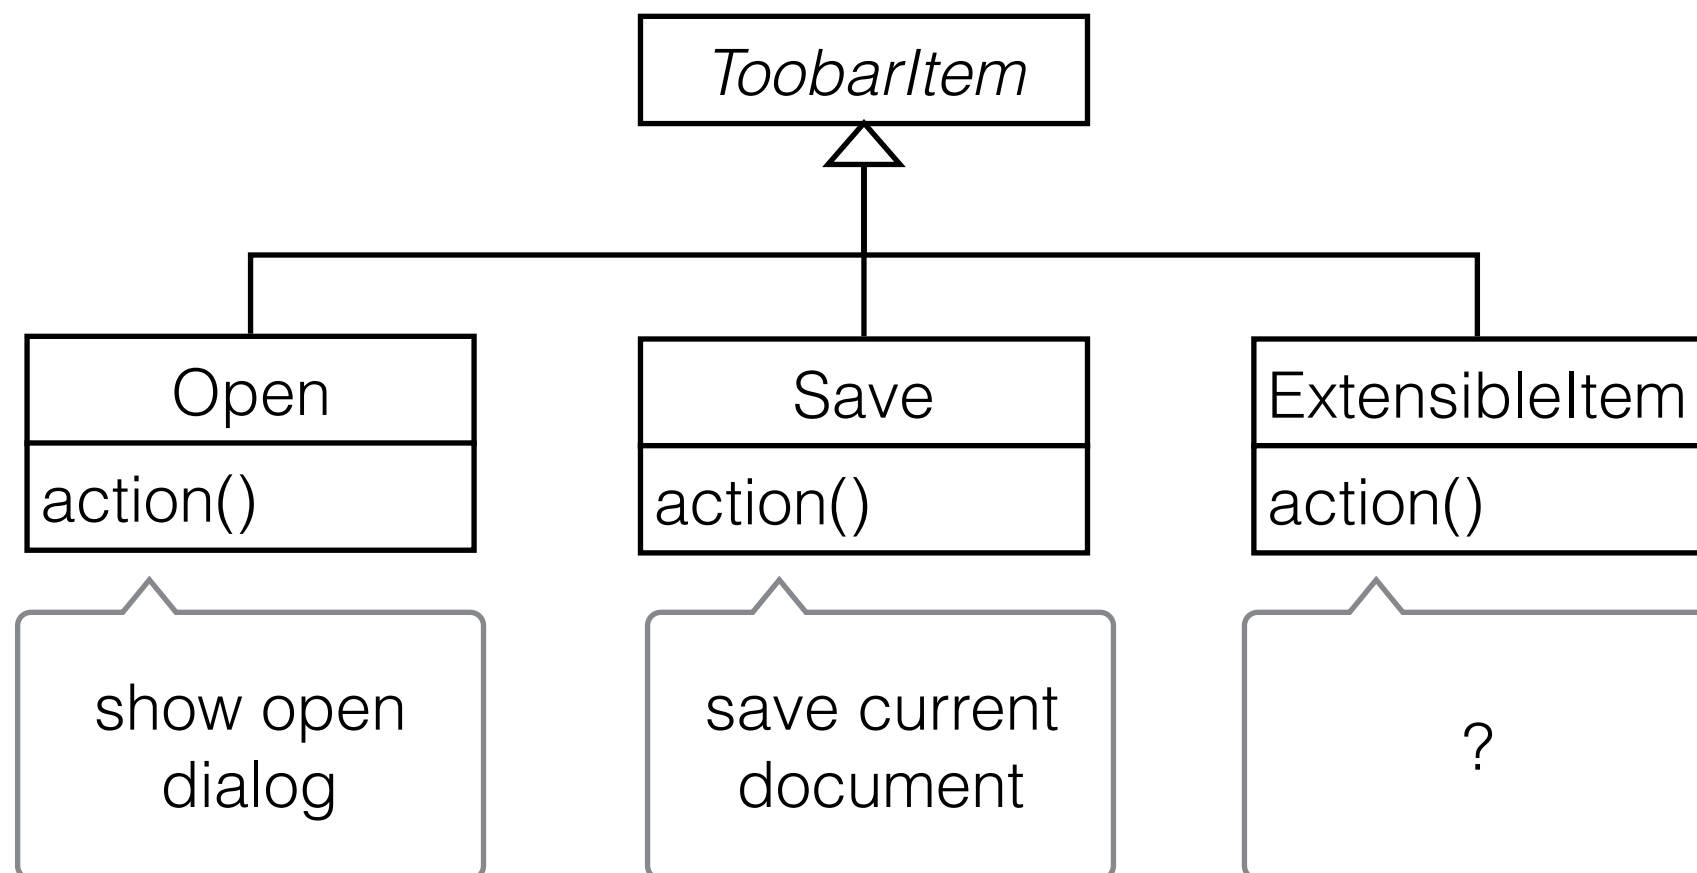 ToobarItem
Open
Save
ExtensibleItem
action()
action()
action()
show open
dialog
save current
document
?